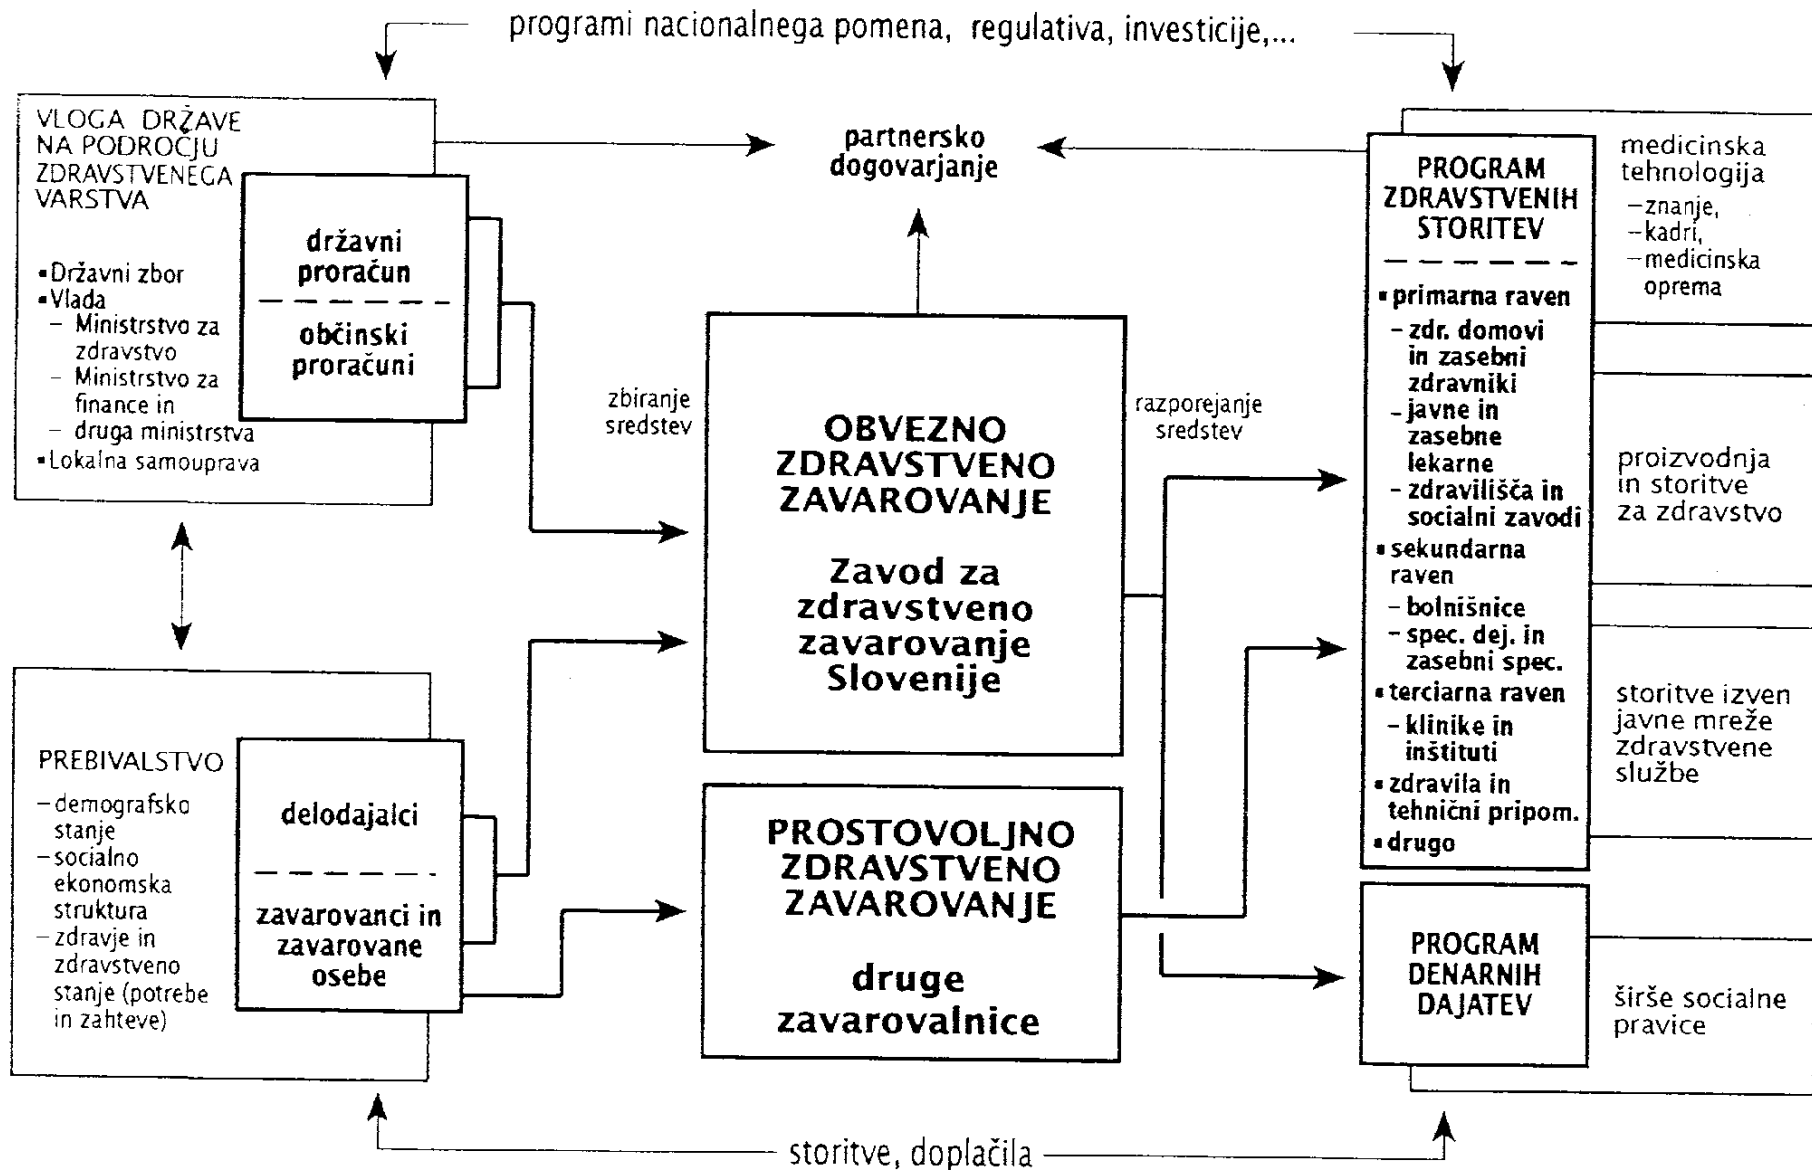 programi nacionalnega pomena, regulativa, investicije,...
VLOGA DRŽAVE
NA PODROČJU
ZDRAVSTVENEGA
VARSTVA
▪Državni zbor
▪Vlada
– Ministrstvo za
zdravstvo
– Ministrstvo za
finance in
– druga ministrstva
▪Lokalna samouprava
državni
proračun
občinski
proračuni
partnersko
dogovarjanje
zbiranje
sredstev
OBVEZNO
ZDRAVSTVENO
ZAVAROVANJE
Zavod za
zdravstveno
zavarovanje
Slovenije
razporejanje
sredstev
PROGRAM
ZDRAVSTVENIH
STORITEV
▪primarna raven
– zdr. domovi
in zasebni
zdravniki
– javne in
zasebne
lekarne
– zdravilišča in
socialni zavodi
▪sekundarna
raven
– bolnišnice
– spec. dej. in
zasebni spec.
▪terciarna raven
– klinike in
inštituti
▪zdravila in
tehnični pripom.
▪drugo
medicinska
tehnologija
–znanje,
–kadri,
–medicinska
oprema
proizvodnja
in storitve
za zdravstvo
storitve izven
javne mreže
zdravstvene
službe
PREBIVALSTVO
–demografsko
stanje
–socialno
ekonomska
struktura
–zdravje in
zdravstveno
stanje (potrebe
in zahteve)
delodajalci
zavarovanci in
zavarovane
osebe
PROSTOVOLJNO
ZDRAVSTVENO
ZAVAROVANJE
druge
zavarovalnice
PROGRAM
DENARNIH
DAJATEV
širše socialne
pravice
storitve, doplačila